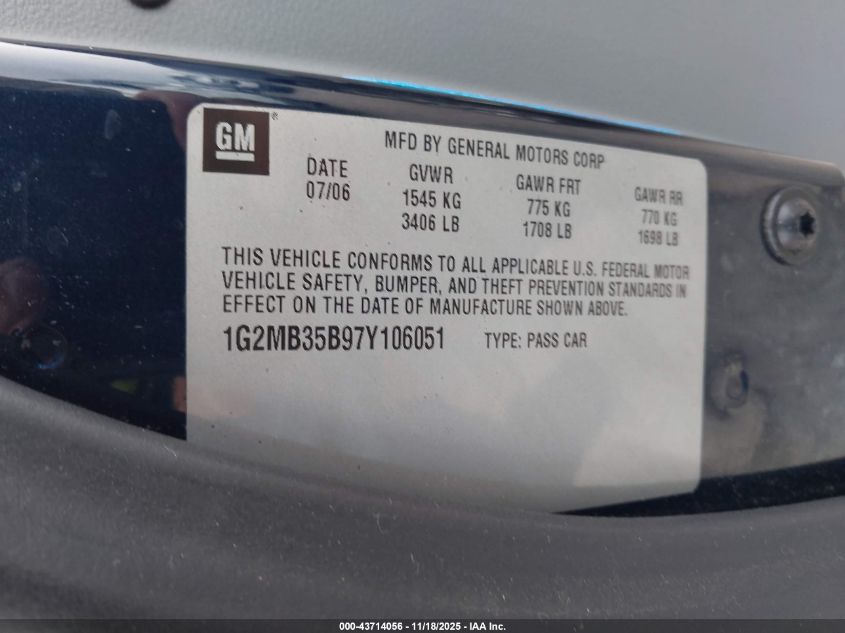 GM ®
MFD BY GENERAL MOTORS CORP
DATE GVWR GAWR FRT GAWR RR
07/06 1545 KG 775 KG 770 KG
3406 LB 1708 LB 1698 LB
THIS VEHICLE CONFORMS TO ALL APPLICABLE U.S. FEDERAL MOTOR
VEHICLE SAFETY, BUMPER, AND THEFT PREVENTION STANDARDS IN
EFFECT ON THE DATE OF MANUFACTURE SHOWN ABOVE.
1G2MB35B97Y106051 TYPE: PASS CAR
000-43714056 - 11/18/2025 - IAA Inc.